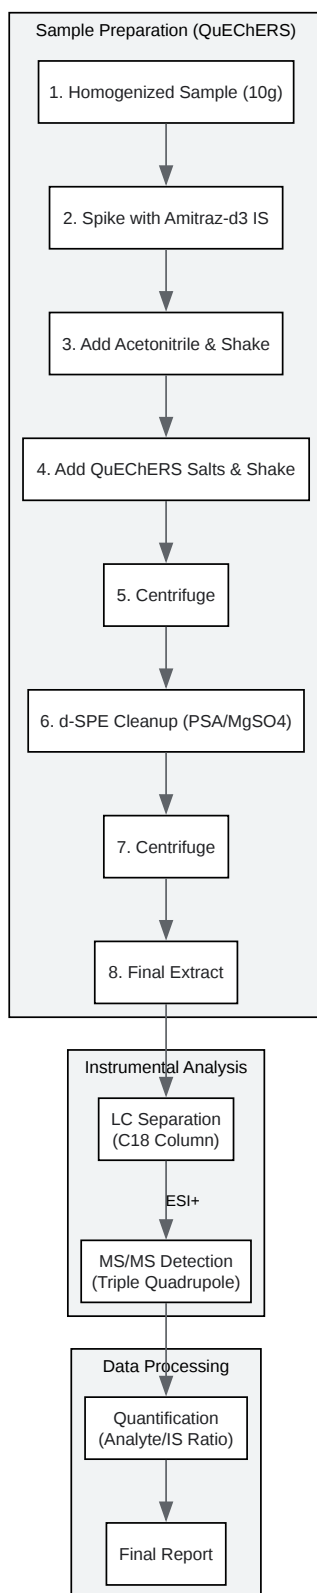 Sample Preparation (QuEChERS)
1. Homogenized Sample (10g)
2. Spike with Amitraz-d3 IS
3. Add Acetonitrile & Shake
4. Add QuEChERS Salts & Shake
5. Centrifuge
6. d-SPE Cleanup (PSA/MgSO4)
7. Centrifuge
8. Final Extract
Instrumental Analysis
LC Separation
(C18 Column)
ESI+
MS/MS Detection
(Triple Quadrupole)
Data Processing
Quantification
(Analyte/IS Ratio)
Final Report